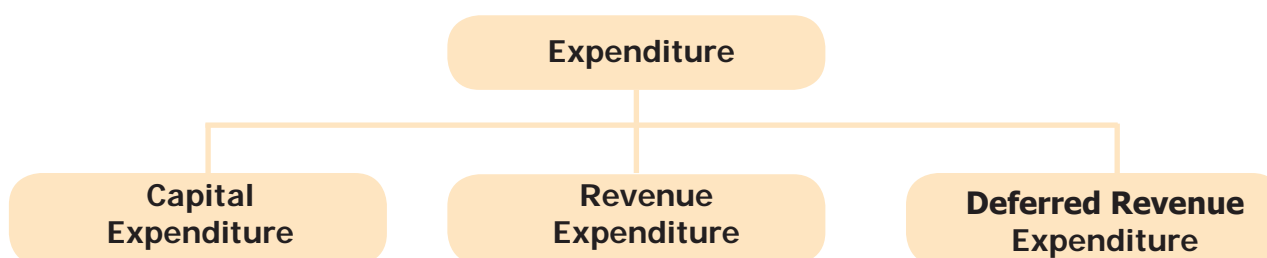 Expenditure
Capital
Expenditure
Revenue
Expenditure
Deferred Revenue
Expenditure